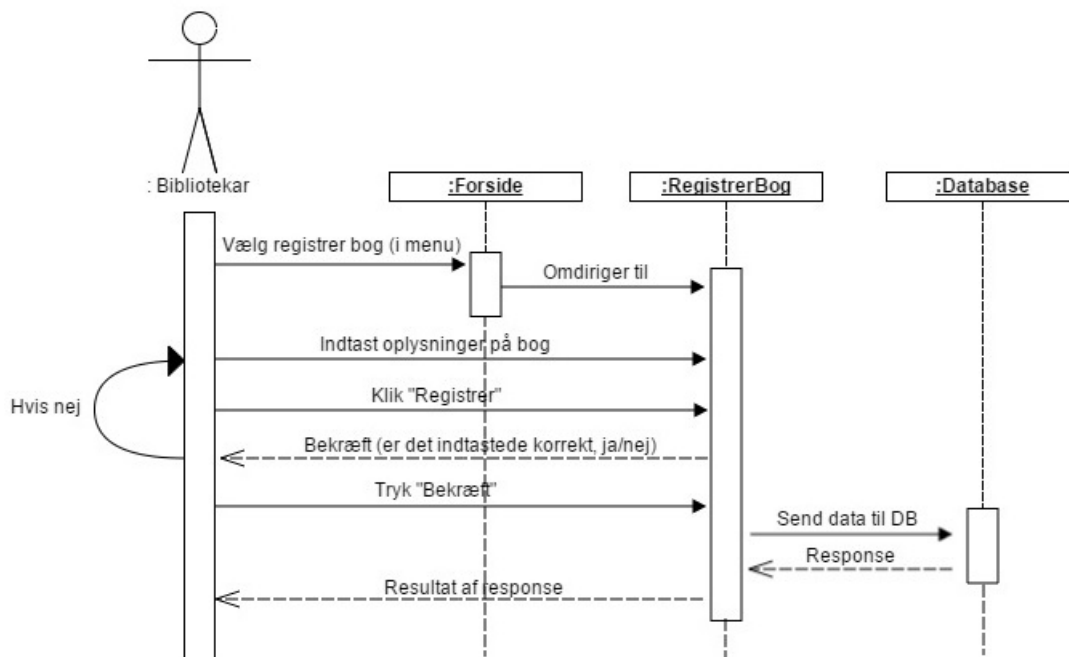 : Bibliotekar
:Forside
:RegistrerBog
:Database
Vælg registrer bog (i menu)
Omdiriger til
Indtast oplysninger på bog
Hvis nej
Klik "Registrer"
Bekræft (er det indtastede korrekt, ja/nej)
Tryk "Bekræft"
Send data til DB
Response
Resultat af response